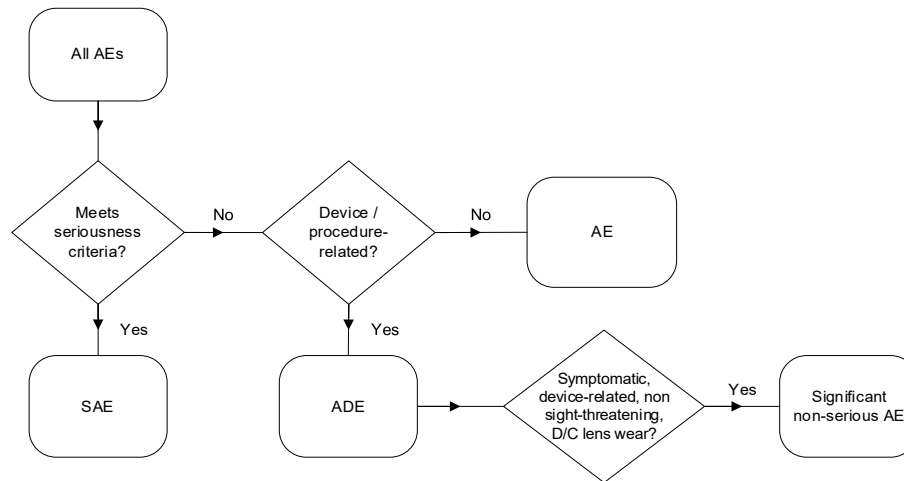 All AEs
Meets
seriousness
criteria?
No
Device /
procedure-
related?
No
AE
Yes
Yes
SAE
ADE
Symptomatic,
device-related, non
sight-threatening,
D/C lens wear?
Yes
Significant
non-serious AE